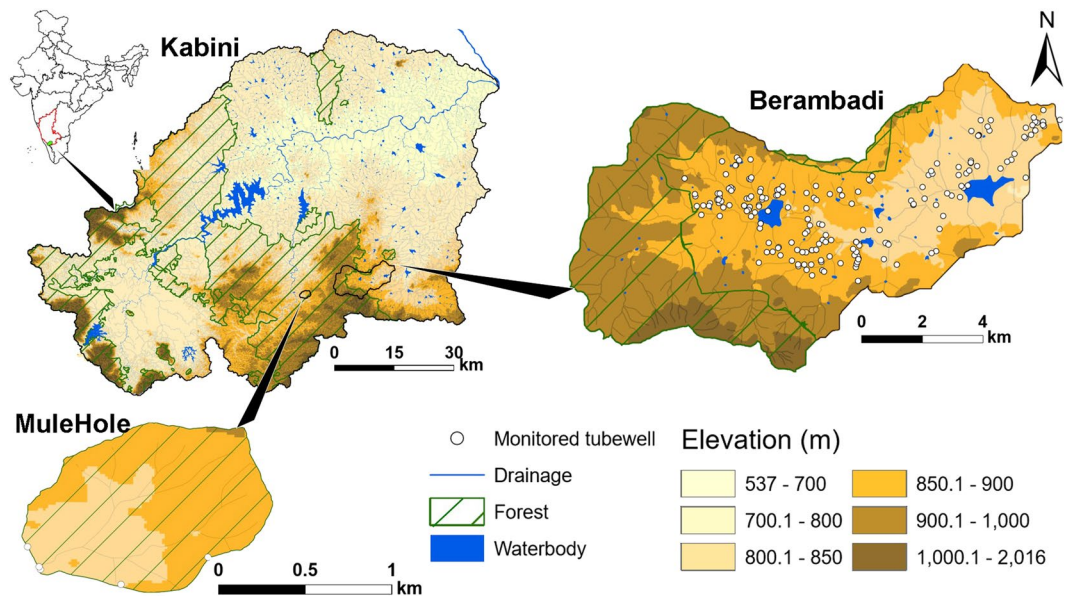 Kabini
N
Berambadi
0 15 30
km
0 2 4
km
MuleHole
0 0.5 1
km
Monitored tubewell
Drainage
Forest
Waterbody
Elevation (m)
537 - 700
700.1 - 800
800.1 - 850
850.1 - 900
900.1 - 1,000
1,000.1 - 2,016